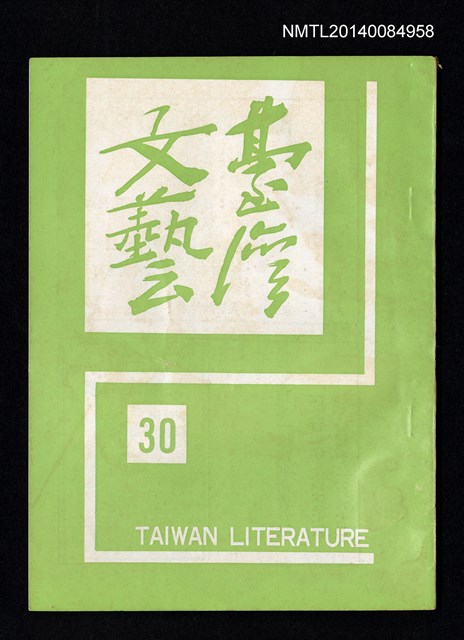 NMTL20140084958
臺灣
文藝
30
TAIWAN LITERATURE